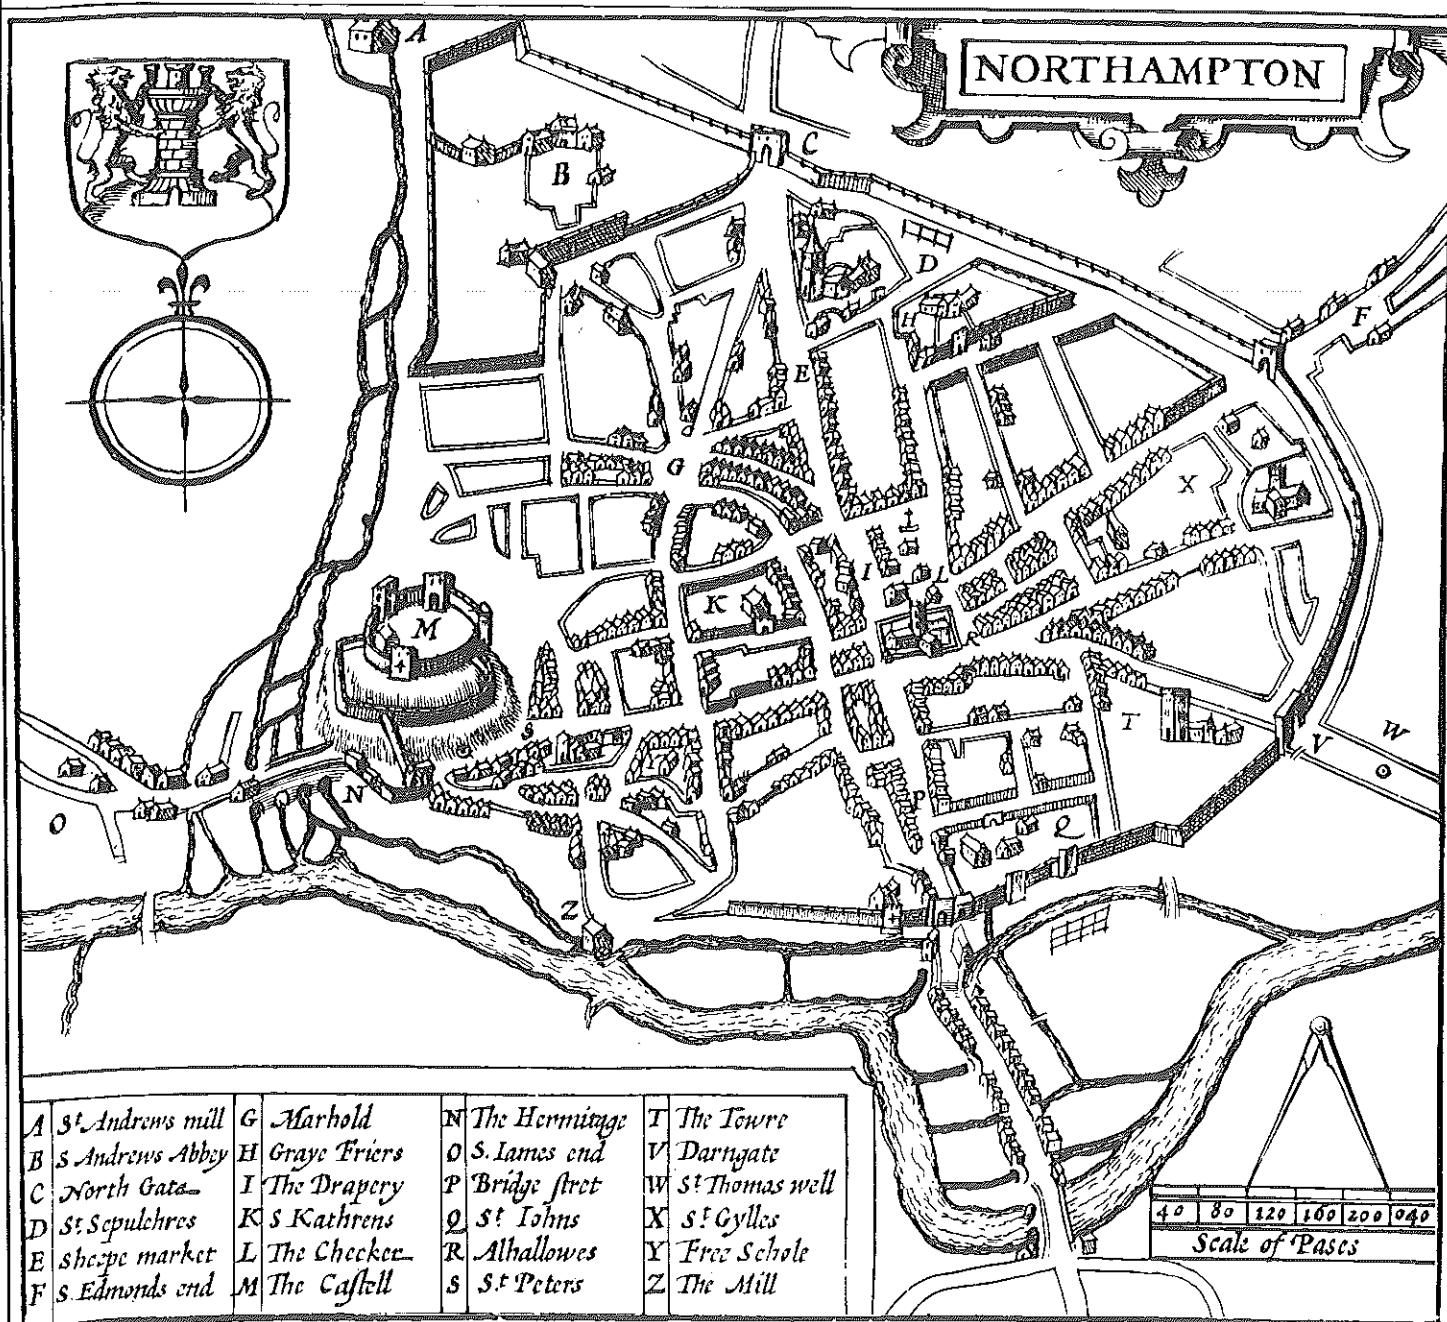 NORTHAMPTON
A
C
B
D
F
H
E
G
X
I
L
K
M
R
S
T
V
W
N
O
P
Q
Z
A St Andrews mill
B S Andrews Abbey
C North Gate
D St Sepulchres
E sheepe market
F S. Edmonds end
G Marhold
H Graye Friers
I The Drapery
K S Kathrens
L The Checker
M The Castell
N The Hermitage
O S. Iames end
P Bridge stret
Q St Iohns
R Alhallowes
S St Peters
T The Towre
V Darngate
W St Thomas well
X St Gylles
Y Free Schole
Z The Mill
40 80 120 160 200 040
Scale of Pases